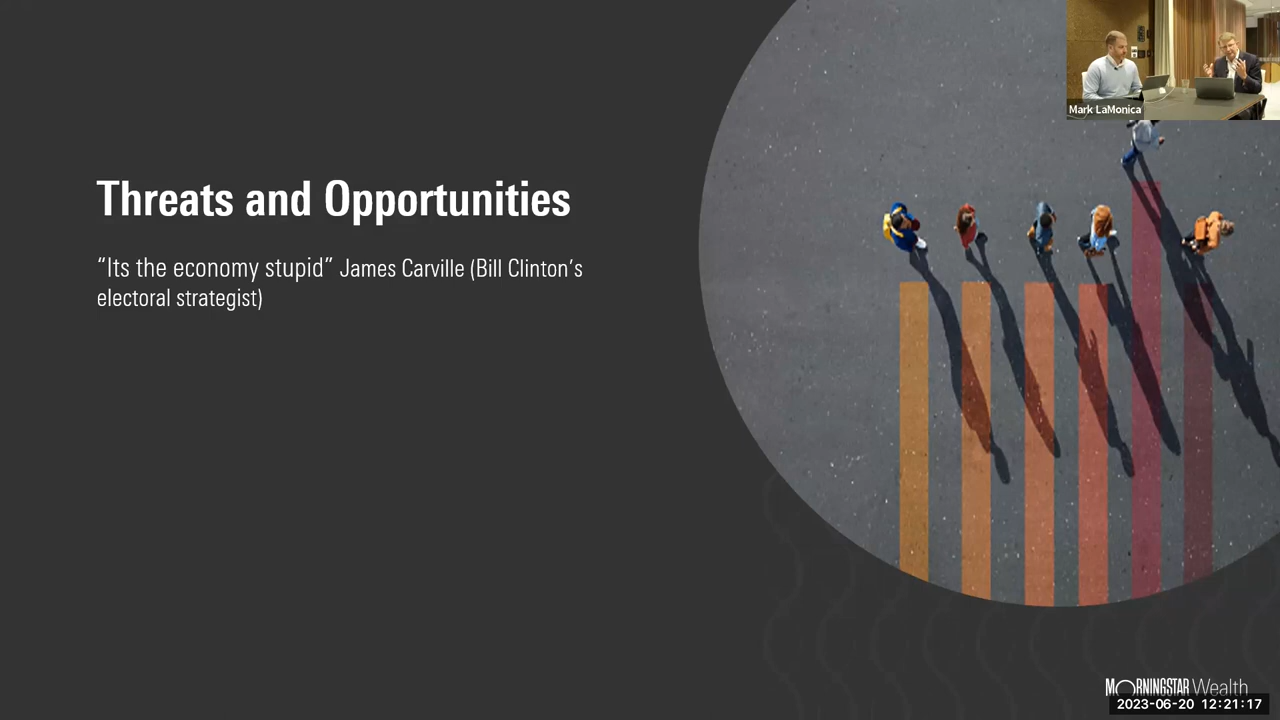 Mark LaMonica
Threats and Opportunities
“Its the economy stupid” James Carville (Bill Clinton’s
electoral strategist)
MORNINGSTAR Wealth
2023-06-20 12:21:17